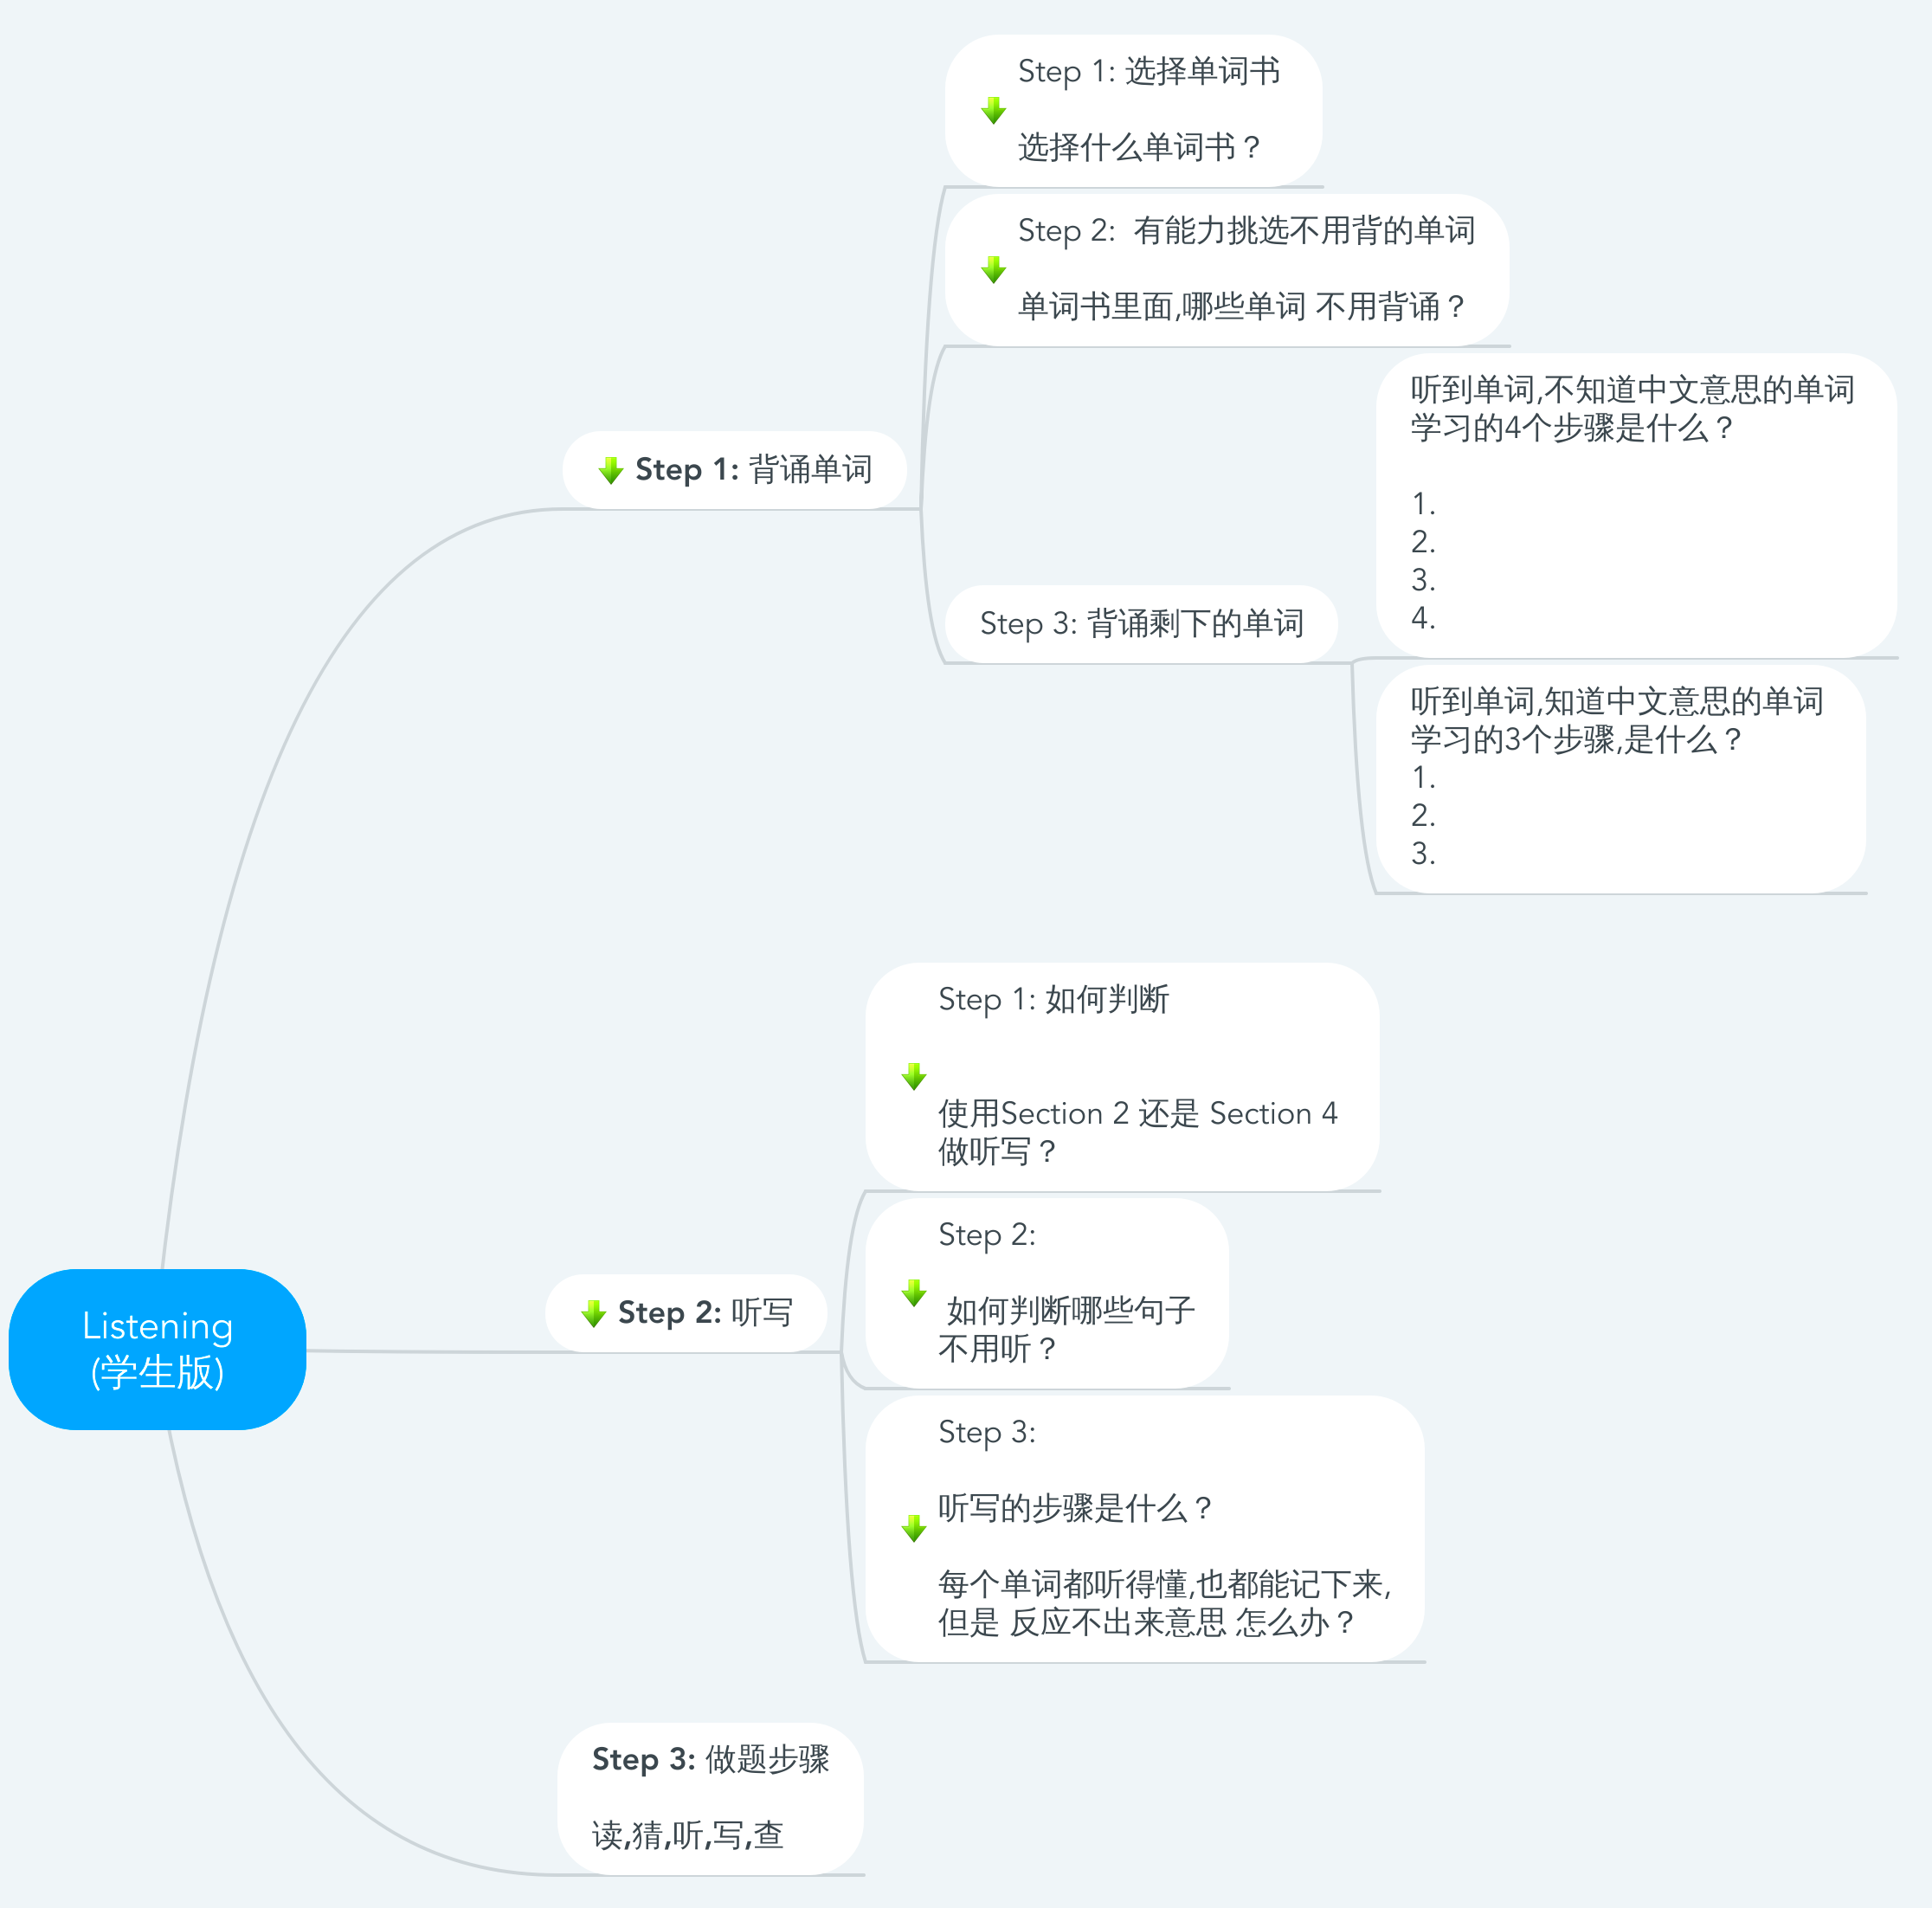 Step 1: 选择单词书
选择什么单词书？
Step 2:  有能力挑选不用背的单词
单词书里面,哪些单词 不用背诵？
Step 1: 背诵单词
听到单词,不知道中文意思的单词
学习的4个步骤是什么？
1.
2.
3.
4.
Step 3: 背诵剩下的单词
听到单词,知道中文意思的单词
学习的3个步骤,是什么？
1.
2.
3.
Step 1: 如何判断
使用Section 2 还是 Section 4
做听写？
Step 2:
如何判断哪些句子
不用听？
Step 2: 听写
Listening
(学生版)
Step 3:
听写的步骤是什么？
每个单词都听得懂,也都能记下来,
但是 反应不出来意思 怎么办？
Step 3: 做题步骤
读,猜,听,写,查